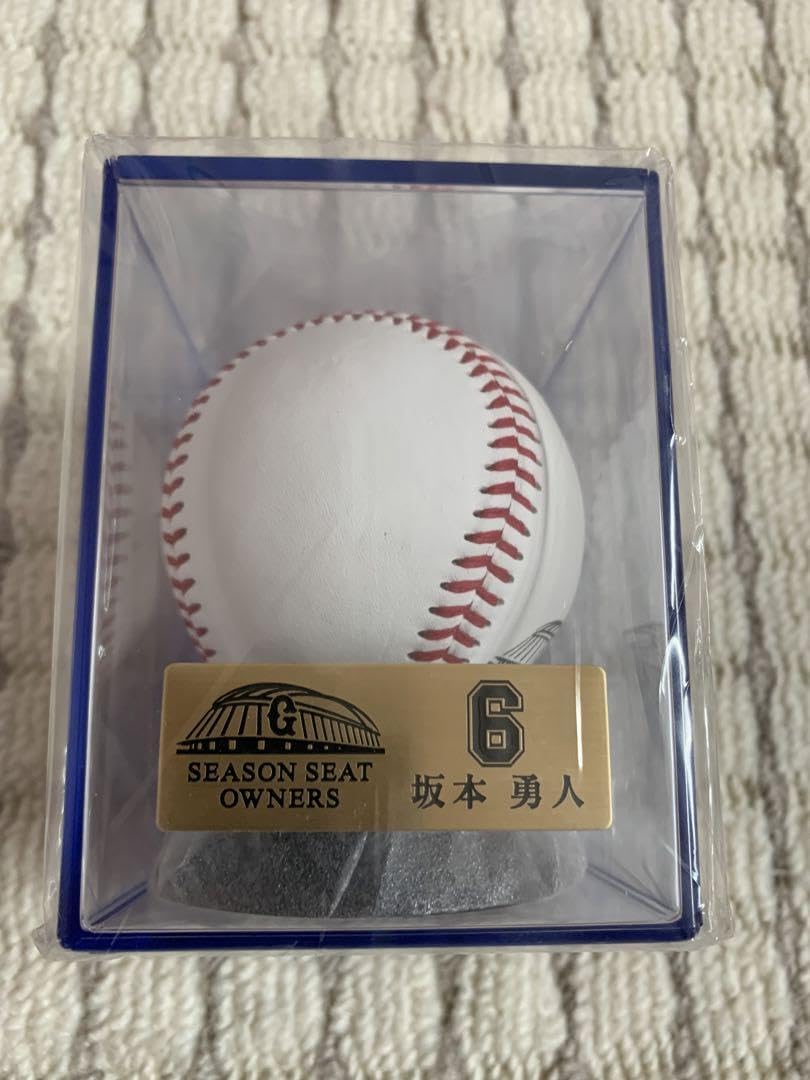 G
SEASON SEAT
OWNERS
6
坂本 勇人